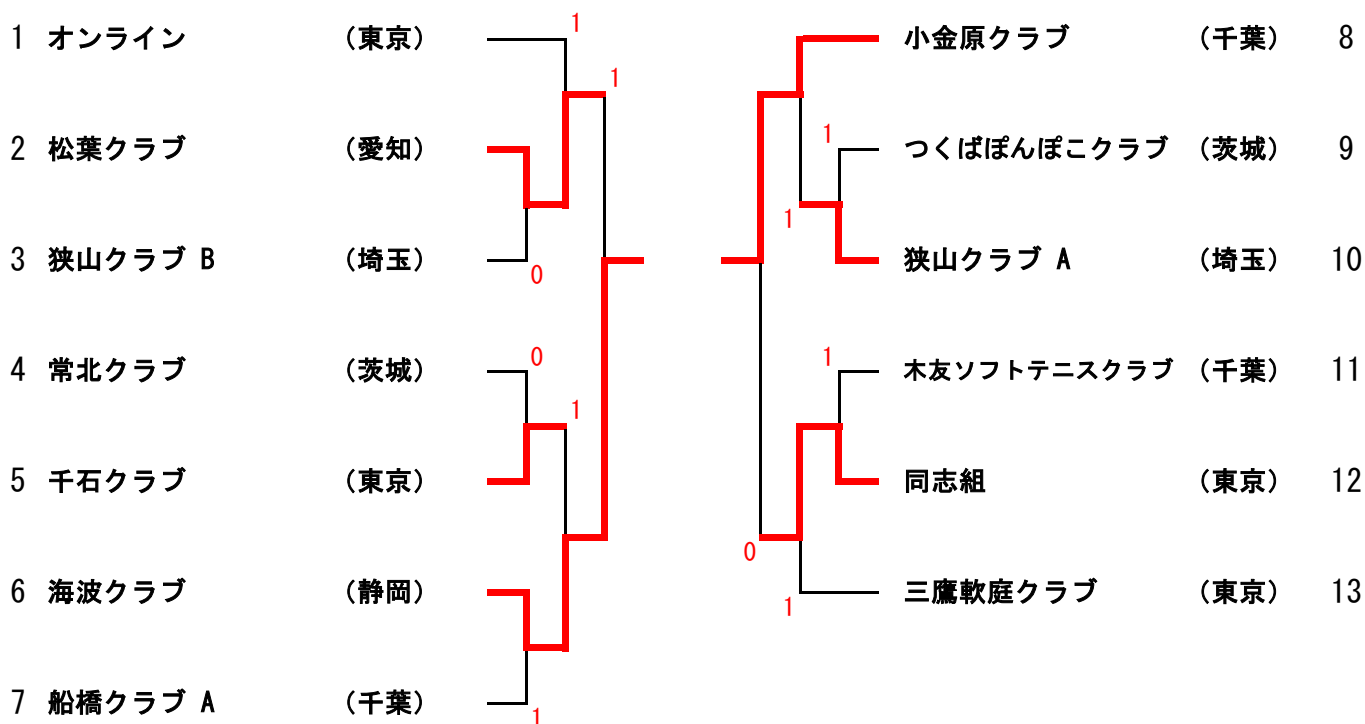 1
1 オンライン （東京） 小金原クラブ （千葉） 8
1
1
2 松葉クラブ （愛知） つくばぽんぽこクラブ （茨城） 9
1
3 狭山クラブ B （埼玉） 狭山クラブ A （埼玉） 10
0
0 1
4 常北クラブ （茨城） 木友ソフトテニスクラブ （千葉） 11
1
5 千石クラブ （東京） 同志組 （東京） 12
0
6 海波クラブ （静岡） 三鷹軟庭クラブ （東京） 13
1
7 船橋クラブ A （千葉）
1